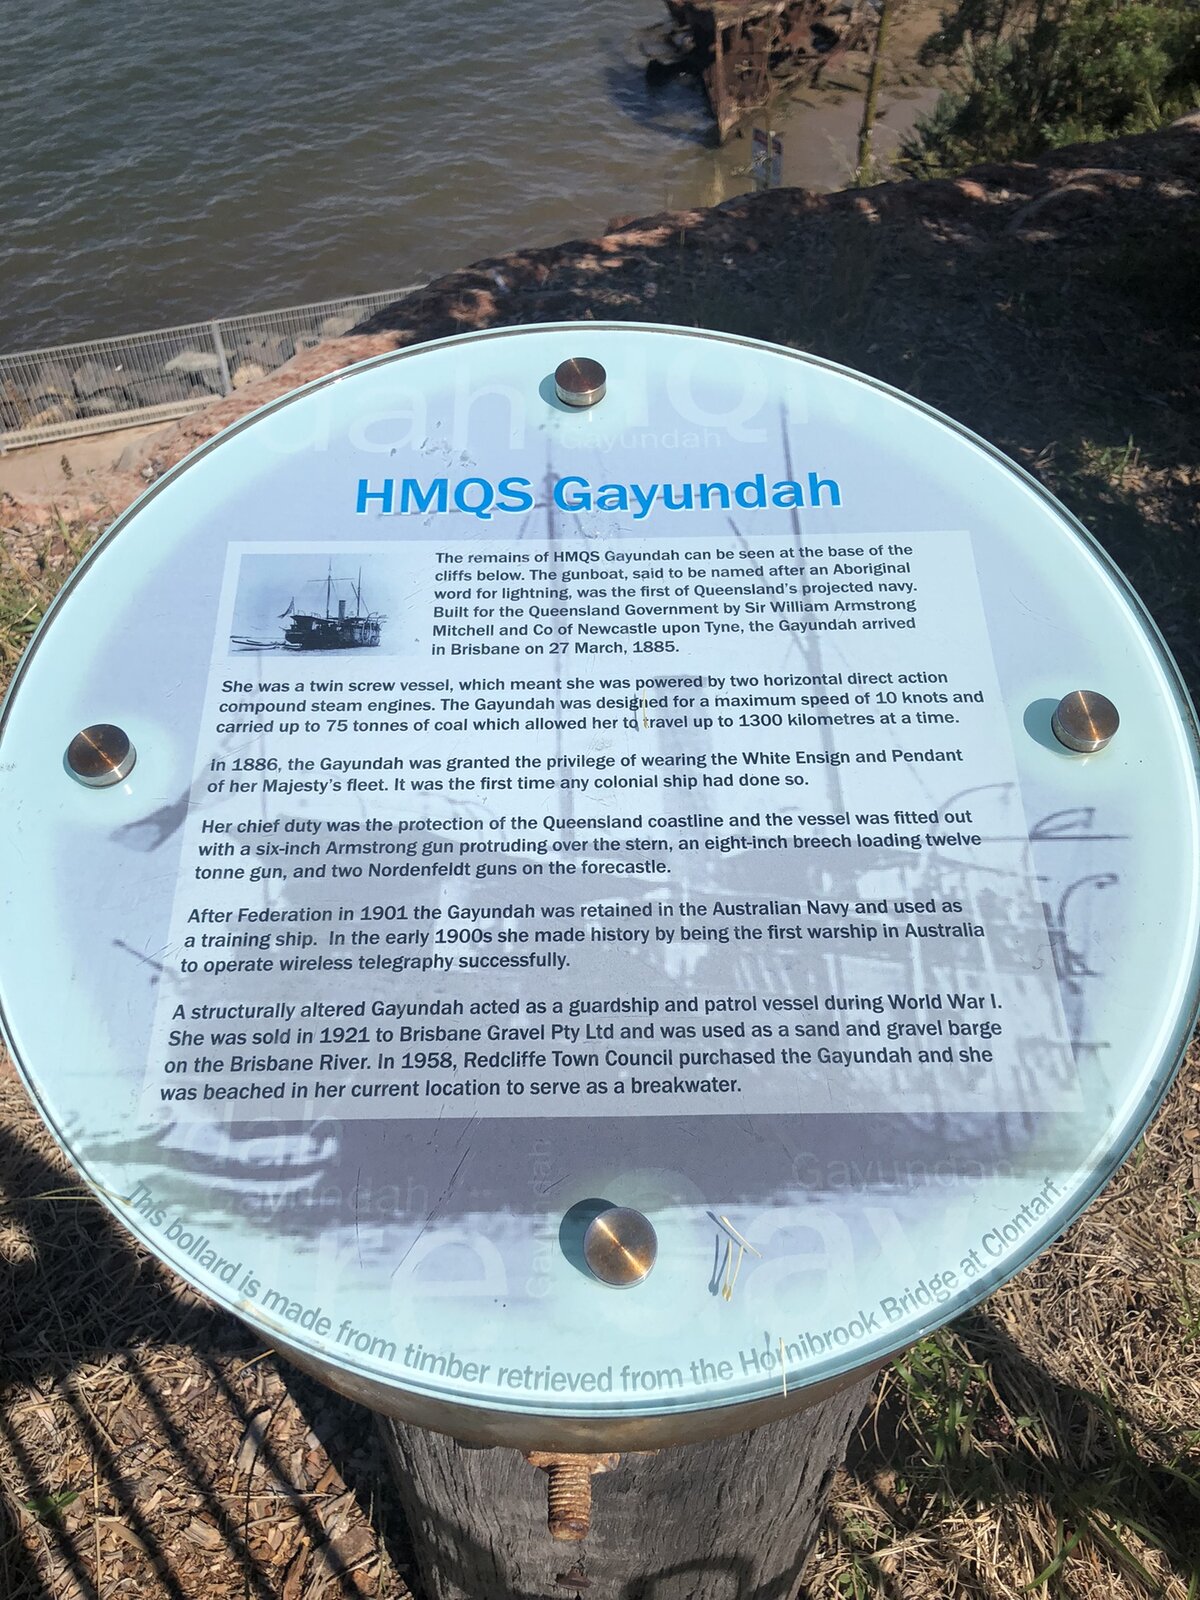 HMQS Gayundah
The remains of HMQS Gayundah can be seen at the base of the
cliffs below. The gunboat, said to be named after an Aboriginal
word for lightning, was the first of Queensland's projected navy.
Built for the Queensland Government by Sir William Armstrong
Mitchell and Co of Newcastle upon Tyne, the Gayundah arrived
in Brisbane on 27 March, 1885.
She was a twin screw vessel, which meant she was powered by two horizontal direct action
compound steam engines. The Gayundah was designed for a maximum speed of 10 knots and
carried up to 75 tonnes of coal which allowed her to travel up to 1300 kilometres at a time.
In 1886, the Gayundah was granted the privilege of wearing the White Ensign and Pendant
of her Majesty's fleet. It was the first time any colonial ship had done so.
Her chief duty was the protection of the Queensland coastline and the vessel was fitted out
with a six-inch Armstrong gun protruding over the stern, an eight-inch breech loading twelve
tonne gun, and two Nordenfeldt guns on the forecastle.
After Federation in 1901 the Gayundah was retained in the Australian Navy and used as
a training ship. In the early 1900s she made history by being the first warship in Australia
to operate wireless telegraphy successfully.
A structurally altered Gayundah acted as a guardship and patrol vessel during World War I.
She was sold in 1921 to Brisbane Gravel Pty Ltd and was used as a sand and gravel barge
on the Brisbane River. In 1958, Redcliffe Town Council purchased the Gayundah and she
was beached in her current location to serve as a breakwater.
This bollard is made from timber retrieved from the Hornibrook Bridge at Clontarf.